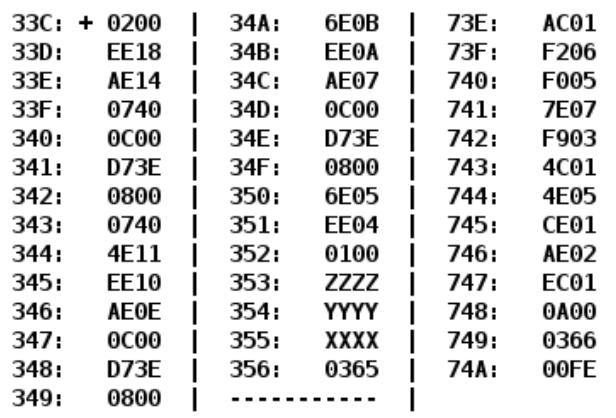 33C: + 0200 | 34A: 6E0B | 73E: AC01
33D: EE18 | 34B: EE0A | 73F: F206
33E: AE14 | 34C: AE07 | 740: F005
33F: 0740 | 34D: 0C00 | 741: 7E07
340: 0C00 | 34E: D73E | 742: F903
341: D73E | 34F: 0800 | 743: 4C01
342: 0800 | 350: 6E05 | 744: 4E05
343: 0740 | 351: EE04 | 745: CE01
344: 4E11 | 352: 0100 | 746: AE02
345: EE10 | 353: ZZZZ | 747: EC01
346: AE0E | 354: YYYY | 748: 0A00
347: 0C00 | 355: XXXX | 749: 0366
348: D73E | 356: 0365 | 74A: 00FE
349: 0800 | ----------- |